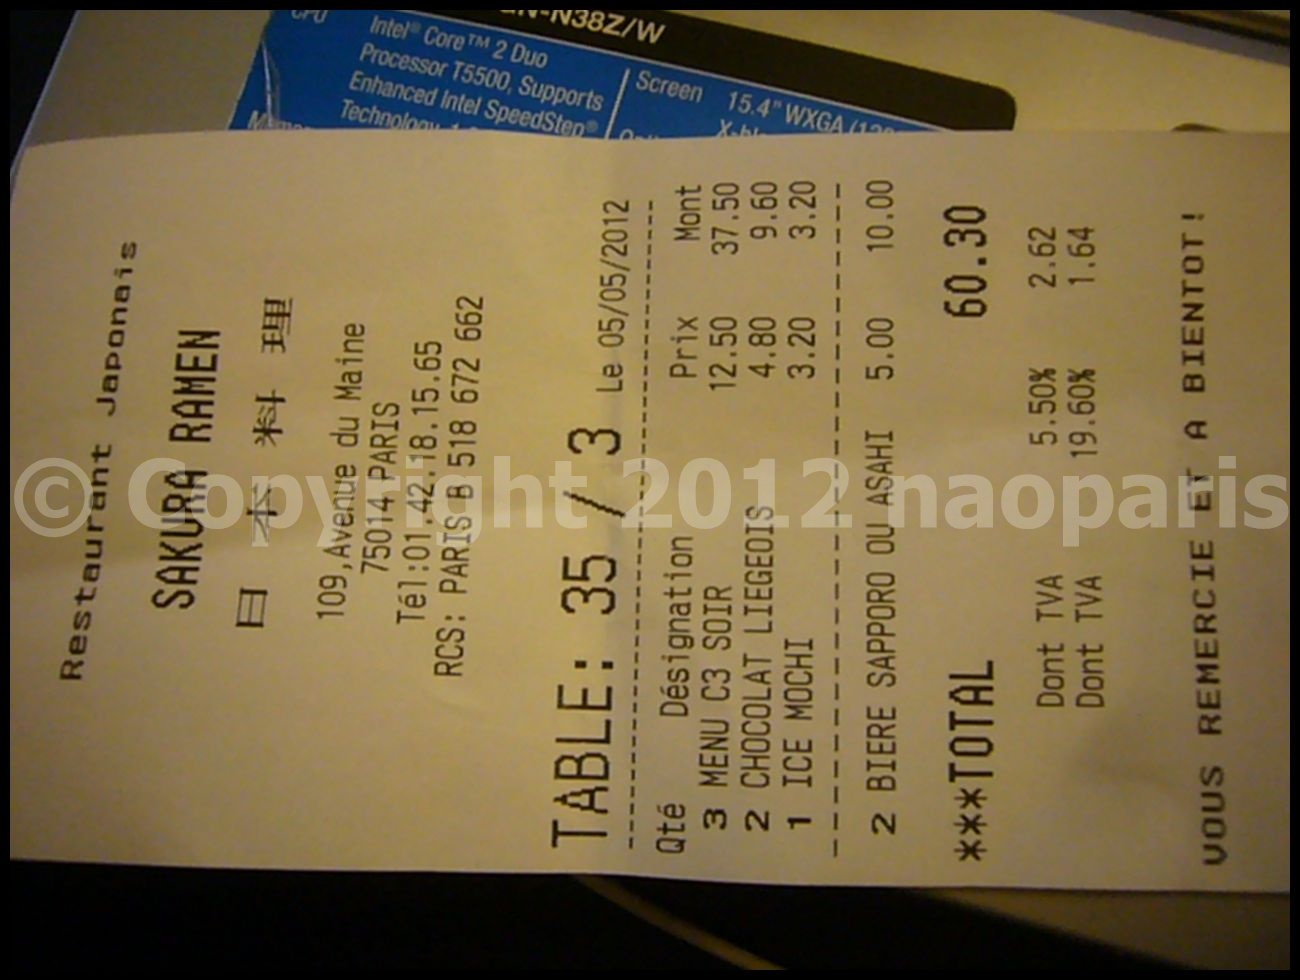 GN-N38Z/W
CPU
Intel® Core™ 2 Duo
Processor T5500, Supports
Enhanced Intel SpeedStep®
Technology
Screen 15.4" WXGA
Restaurant Japonais
SAKURA RAMEN
日 本 料 理
109,Avenue du Maine
75014 PARIS
Tél:01.42.18.15.65
RCS: PARIS B 518 672 662
TABLE: 35 / 3 Le 05/05/2012
Qté Désignation Prix Mont
3 MENU C3 SOIR 12.50 37.50
2 CHOCOLAT LIEGEOIS 4.80 9.60
1 ICE MOCHI 3.20 3.20
2 BIERE SAPPORO OU ASAHI 5.00 10.00
***TOTAL 60.30
Dont TVA 5.50% 2.62
Dont TVA 19.60% 1.64
VOUS REMERCIE ET A BIENTOT!
© Copyright 2012 naoparis